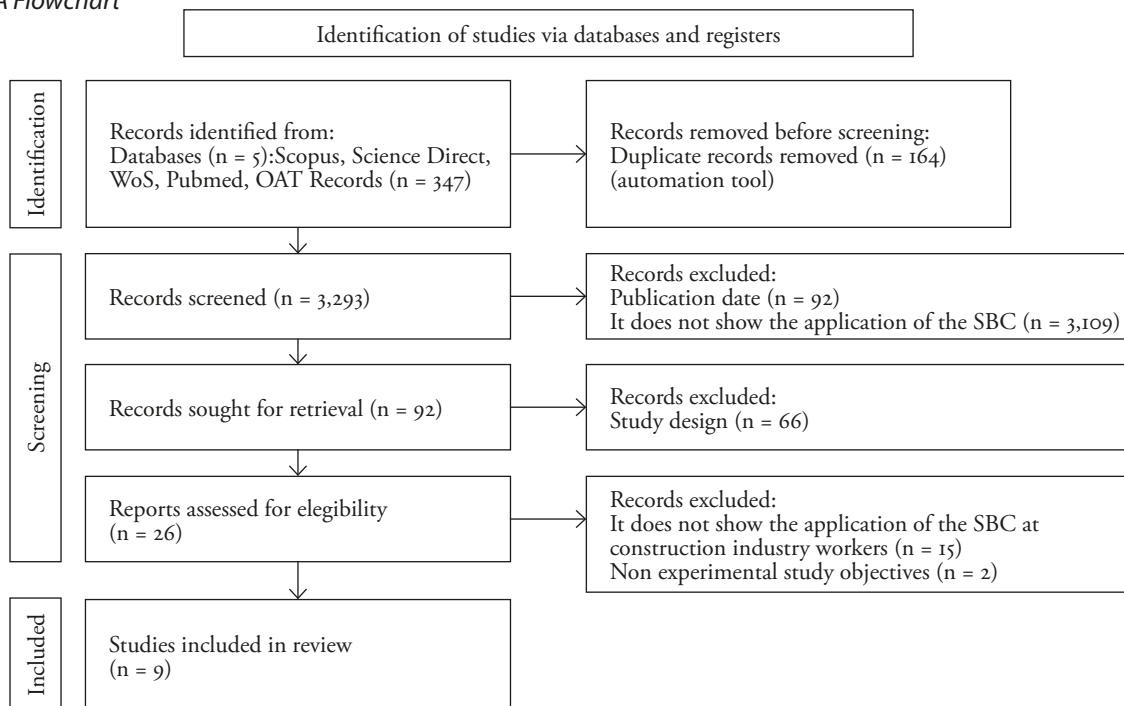 A Flowchart
Identification of studies via databases and registers
Identification
Records identified from:
Databases (n = 5):Scopus, Science Direct,
WoS, Pubmed, OAT Records (n = 347)
Records removed before screening:
Duplicate records removed (n = 164)
(automation tool)
Screening
Records screened (n = 3,293)
Records excluded:
Publication date (n = 92)
It does not show the application of the SBC (n = 3,109)
Records sought for retrieval (n = 92)
Records excluded:
Study design (n = 66)
Reports assessed for elegibility
(n = 26)
Records excluded:
It does not show the application of the SBC at
construction industry workers (n = 15)
Non experimental study objectives (n = 2)
Included
Studies included in review
(n = 9)